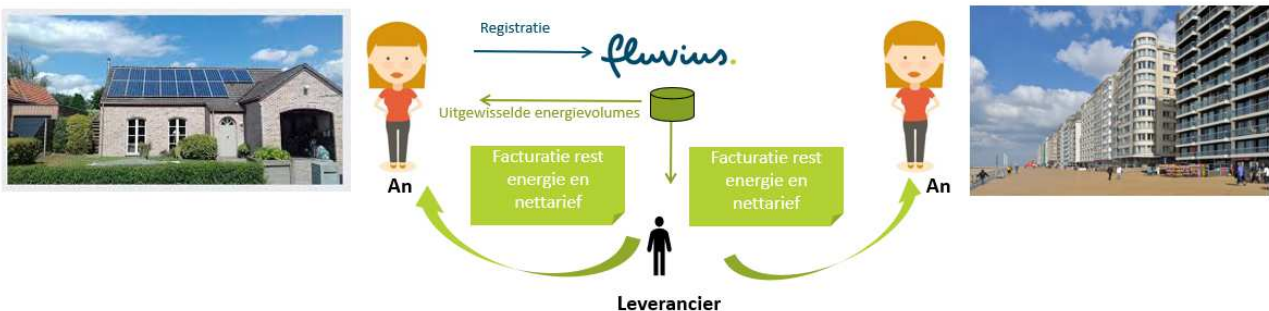 Registratie
fluvius.
Uitgewisselde energievolumes
Facturatie rest
energie en
nettarief
Facturatie rest
energie en
nettarief
An
An
Leverancier